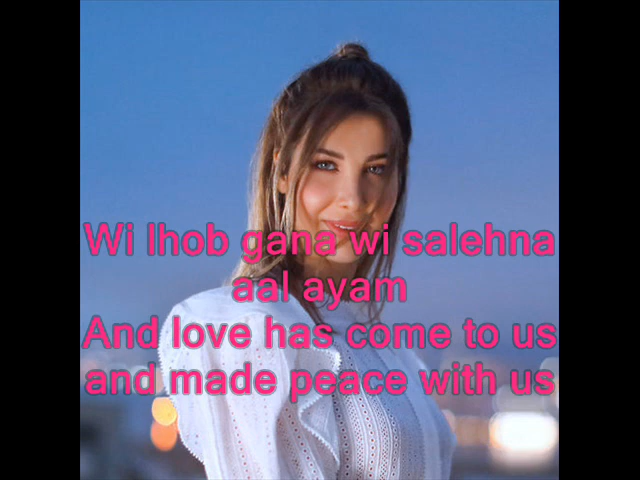 Wi lhob gana wi salehna
aal ayam
And love has come to us
and made peace with us